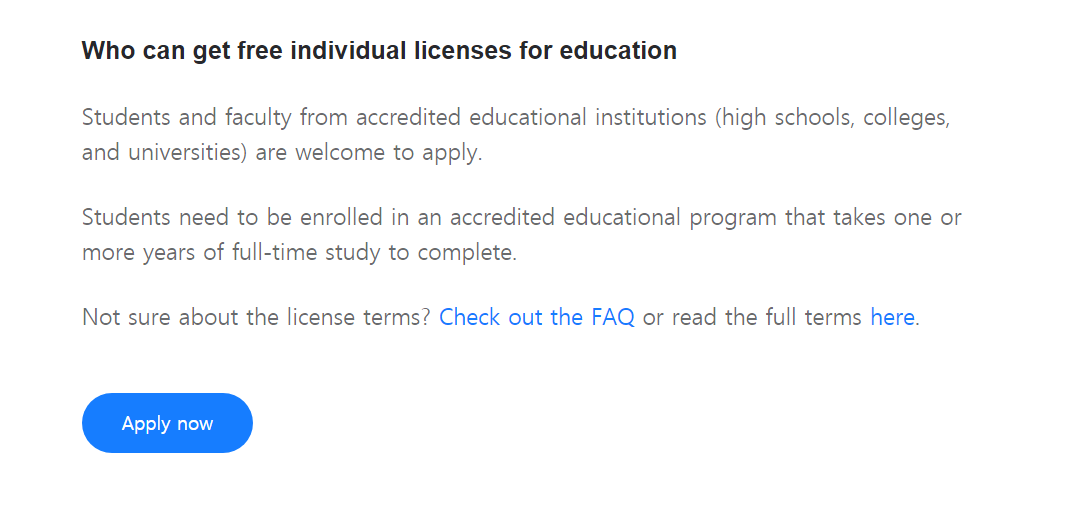 Who can get free individual licenses for education
Students and faculty from accredited educational institutions (high schools, colleges,
and universities) are welcome to apply.
Students need to be enrolled in an accredited educational program that takes one or
more years of full-time study to complete.
Not sure about the license terms? Check out the FAQ or read the full terms here.
Apply now